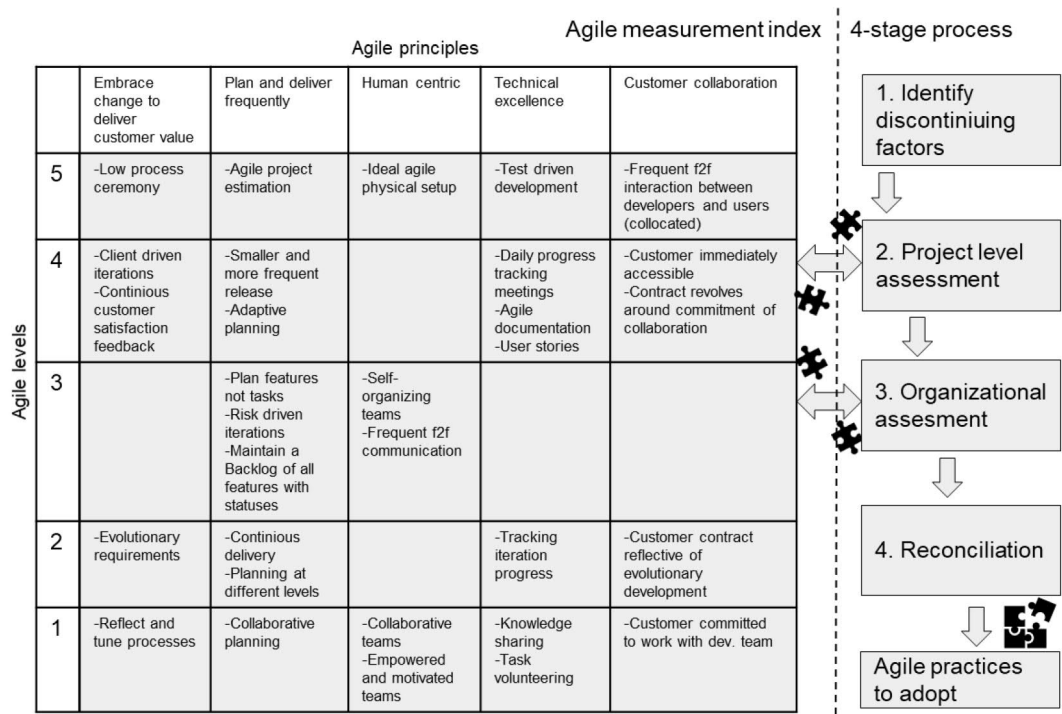 Agile measurement index
4-stage process
Agile principles
Embrace
change to
deliver
customer value
Plan and deliver
frequently
Human centric
Technical
excellence
Customer collaboration
Agile levels
5
-Low process
ceremony
-Agile project
estimation
-Ideal agile
physical setup
-Test driven
development
-Frequent f2f
interaction between
developers and users
(collocated)
4
-Client driven
iterations
-Continious
customer
satisfaction
feedback
-Smaller and
more frequent
release
-Adaptive
planning
-Daily progress
tracking
meetings
-Agile
documentation
-User stories
-Customer immediately
accessible
-Contract revolves
around commitment of
collaboration
3
-Plan features
not tasks
-Risk driven
iterations
-Maintain a
Backlog of all
features with
statuses
-Self-
organizing
teams
-Frequent f2f
communication
2
-Evolutionary
requirements
-Continious
delivery
-Planning at
different levels
-Tracking
iteration
progress
-Customer contract
reflective of
evolutionary
development
1
-Reflect and
tune processes
-Collaborative
planning
-Collaborative
teams
-Empowered
and motivated
teams
-Knowledge
sharing
-Task
volunteering
-Customer committed
to work with dev. team
1. Identify
discontiniuing
factors
2. Project level
assessment
3. Organizational
assesment
4. Reconciliation
Agile practices
to adopt